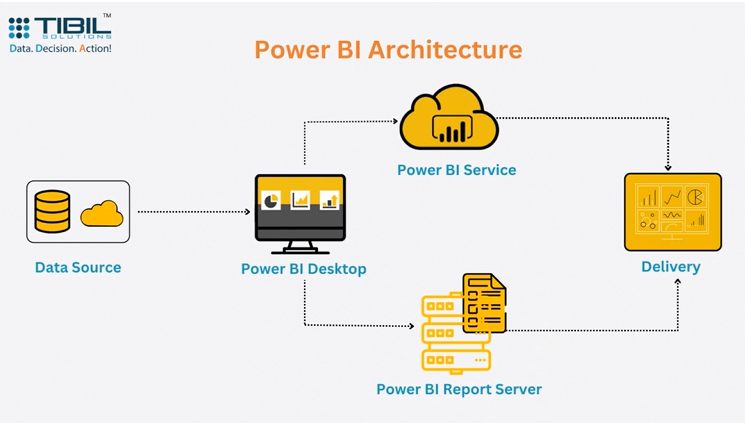 TIBIL™
SOLUTIONS
Data. Decision. Action!
Power BI Architecture
Power BI Service
Data Source
Power BI Desktop
Delivery
Power BI Report Server